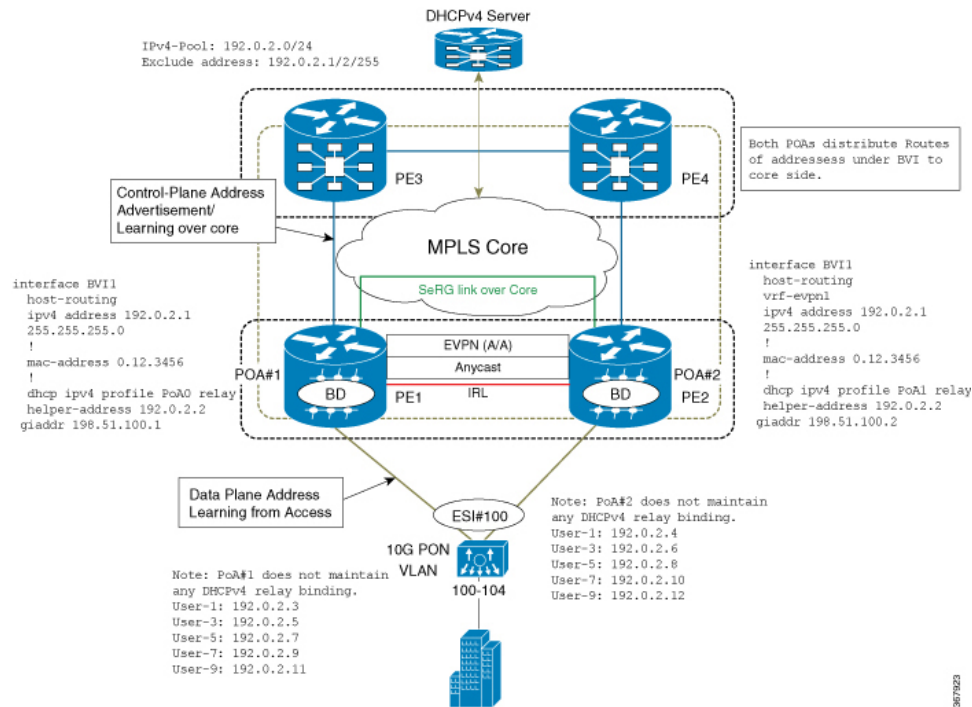 DHCPv4 Server
IPv4-Pool: 192.0.2.0/24
Exclude address: 192.0.2.1/2/255
PE3
PE4
Both POAs distribute Routes
of addressess under BVI to
core side.
Control-Plane Address
Advertisement/
Learning over core
MPLS Core
SeRG link over Core
interface BVI1
host-routing
ipv4 address 192.0.2.1
255.255.255.0
!
mac-address 0.12.3456
!
dhcp ipv4 profile PoA0 relay
helper-address 192.0.2.2
giaddr 198.51.100.1
interface BVI1
host-routing
vrf-evpn1
ipv4 address 192.0.2.1
255.255.255.0
!
mac-address 0.12.3456
!
dhcp ipv4 profile PoA1 relay
helper-address 192.0.2.2
giaddr 198.51.100.2
EVPN (A/A)
Anycast
IRL
POA#1
BD
PE1
POA#2
BD
PE2
Data Plane Address
Learning from Access
ESI#100
10G PON
VLAN
100-104
Note: PoA#1 does not maintain
any DHCPv4 relay binding.
User-1: 192.0.2.3
User-3: 192.0.2.5
User-5: 192.0.2.7
User-7: 192.0.2.9
User-9: 192.0.2.11
Note: PoA#2 does not maintain
any DHCPv4 relay binding.
User-1: 192.0.2.4
User-3: 192.0.2.6
User-5: 192.0.2.8
User-7: 192.0.2.10
User-9: 192.0.2.12
367923